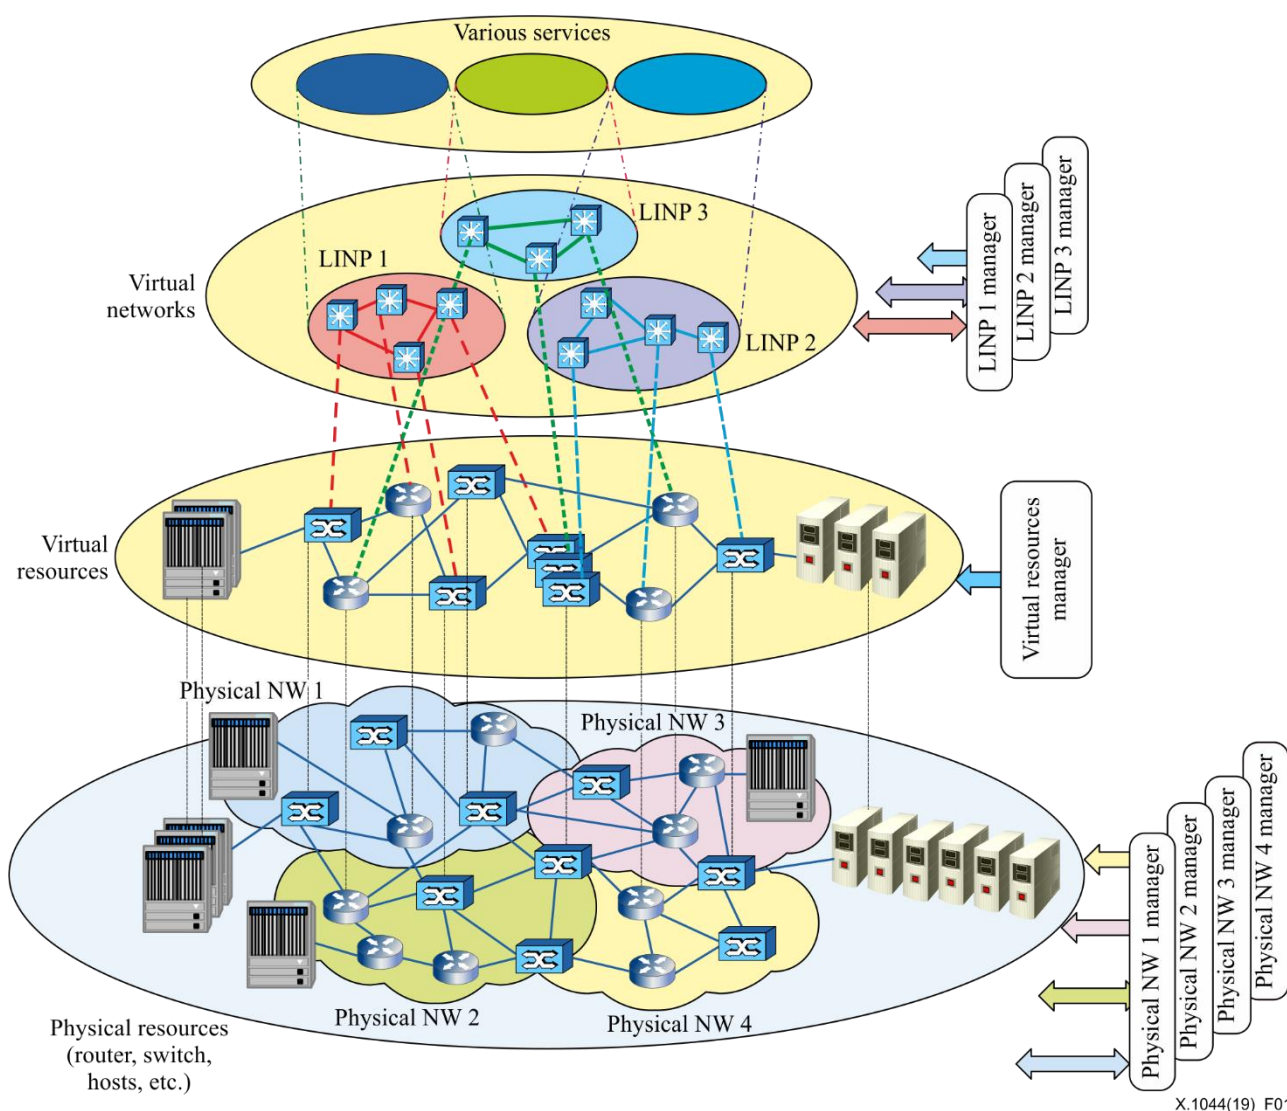 Various services
LINP 3
LINP 1
LINP 2
Virtual
networks
LINP 1 manager
LINP 2 manager
LINP 3 manager
Virtual
resources
Virtual resources
manager
Physical NW 1
Physical NW 3
Physical NW 2
Physical NW 4
Physical resources
(router, switch,
hosts, etc.)
Physical NW 1 manager
Physical NW 2 manager
Physical NW 3 manager
Physical NW 4 manager
X.1044(19)_F01